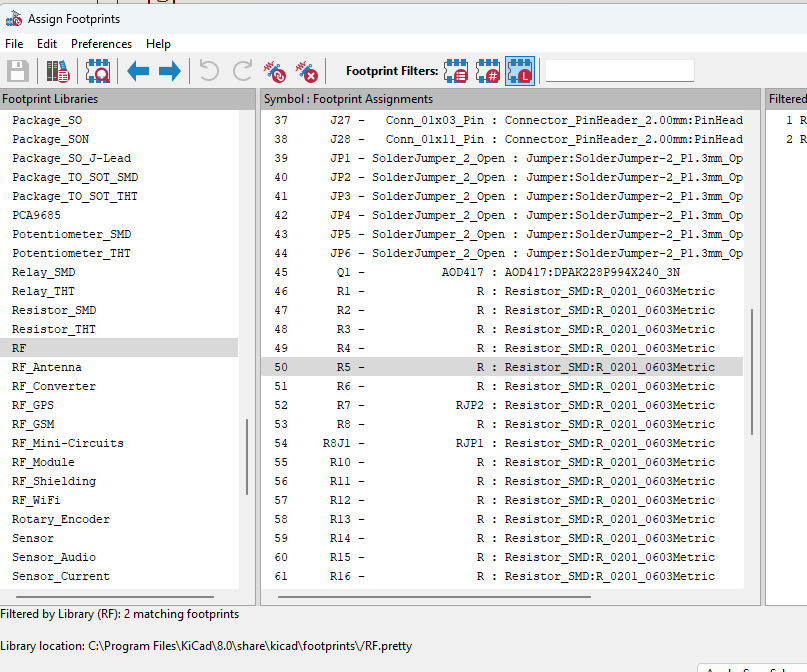 Assign Footprints
File Edit Preferences Help
Footprint Filters:
Footprint Libraries
Package_SO
Package_SON
Package_SO_J-Lead
Package_TO_SOT_SMD
Package_TO_SOT_THT
PCA9685
Potentiometer_SMD
Potentiometer_THT
Relay_SMD
Relay_THT
Resistor_SMD
Resistor_THT
RF
RF_Antenna
RF_Converter
RF_GPS
RF_GSM
RF_Mini-Circuits
RF_Module
RF_Shielding
RF_WiFi
Rotary_Encoder
Sensor
Sensor_Audio
Sensor_Current
Symbol : Footprint Assignments
37 J27 - Conn_01x03_Pin : Connector_PinHeader_2.00mm:PinHead
38 J28 - Conn_01x11_Pin : Connector_PinHeader_2.00mm:PinHead
39 JP1 - SolderJumper_2_Open : Jumper:SolderJumper-2_P1.3mm_Op
40 JP2 - SolderJumper_2_Open : Jumper:SolderJumper-2_P1.3mm_Op
41 JP3 - SolderJumper_2_Open : Jumper:SolderJumper-2_P1.3mm_Op
42 JP4 - SolderJumper_2_Open : Jumper:SolderJumper-2_P1.3mm_Op
43 JP5 - SolderJumper_2_Open : Jumper:SolderJumper-2_P1.3mm_Op
44 JP6 - SolderJumper_2_Open : Jumper:SolderJumper-2_P1.3mm_Op
45 Q1 - AOD417 : AOD417:DPAK228P994X240_3N
46 R1 - R : Resistor_SMD:R_0201_0603Metric
47 R2 - R : Resistor_SMD:R_0201_0603Metric
48 R3 - R : Resistor_SMD:R_0201_0603Metric
49 R4 - R : Resistor_SMD:R_0201_0603Metric
50 R5 - R : Resistor_SMD:R_0201_0603Metric
51 R6 - R : Resistor_SMD:R_0201_0603Metric
52 R7 - RJP2 : Resistor_SMD:R_0201_0603Metric
53 R8 - R : Resistor_SMD:R_0201_0603Metric
54 R8J1 - RJP1 : Resistor_SMD:R_0201_0603Metric
55 R10 - R : Resistor_SMD:R_0201_0603Metric
56 R11 - R : Resistor_SMD:R_0201_0603Metric
57 R12 - R : Resistor_SMD:R_0201_0603Metric
58 R13 - R : Resistor_SMD:R_0201_0603Metric
59 R14 - R : Resistor_SMD:R_0201_0603Metric
60 R15 - R : Resistor_SMD:R_0201_0603Metric
61 R16 - R : Resistor_SMD:R_0201_0603Metric
Filtered
1 R
2 R
Filtered by Library (RF): 2 matching footprints
Library location: C:\Program Files\KiCad\8.0\share\kicad\footprints\/RF.pretty